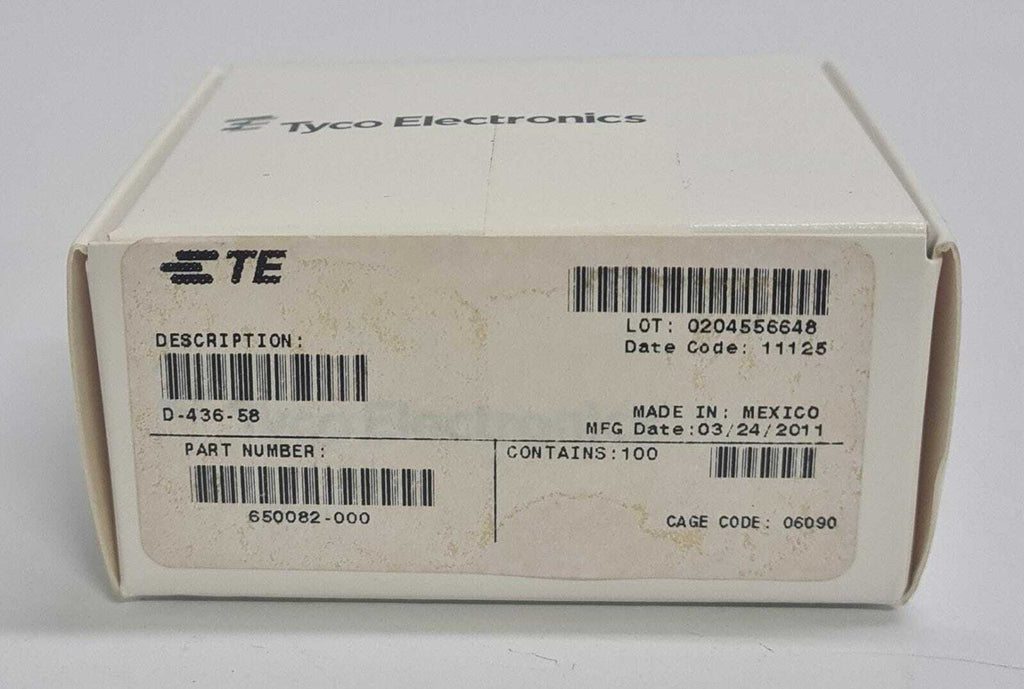 Tyco Electronics
TE
LOT: 0204556648
Date Code: 11125
DESCRIPTION:
D-436-58
MADE IN: MEXICO
MFG Date:03/24/2011
PART NUMBER:
650082-000
CONTAINS:100
CAGE CODE: 06090